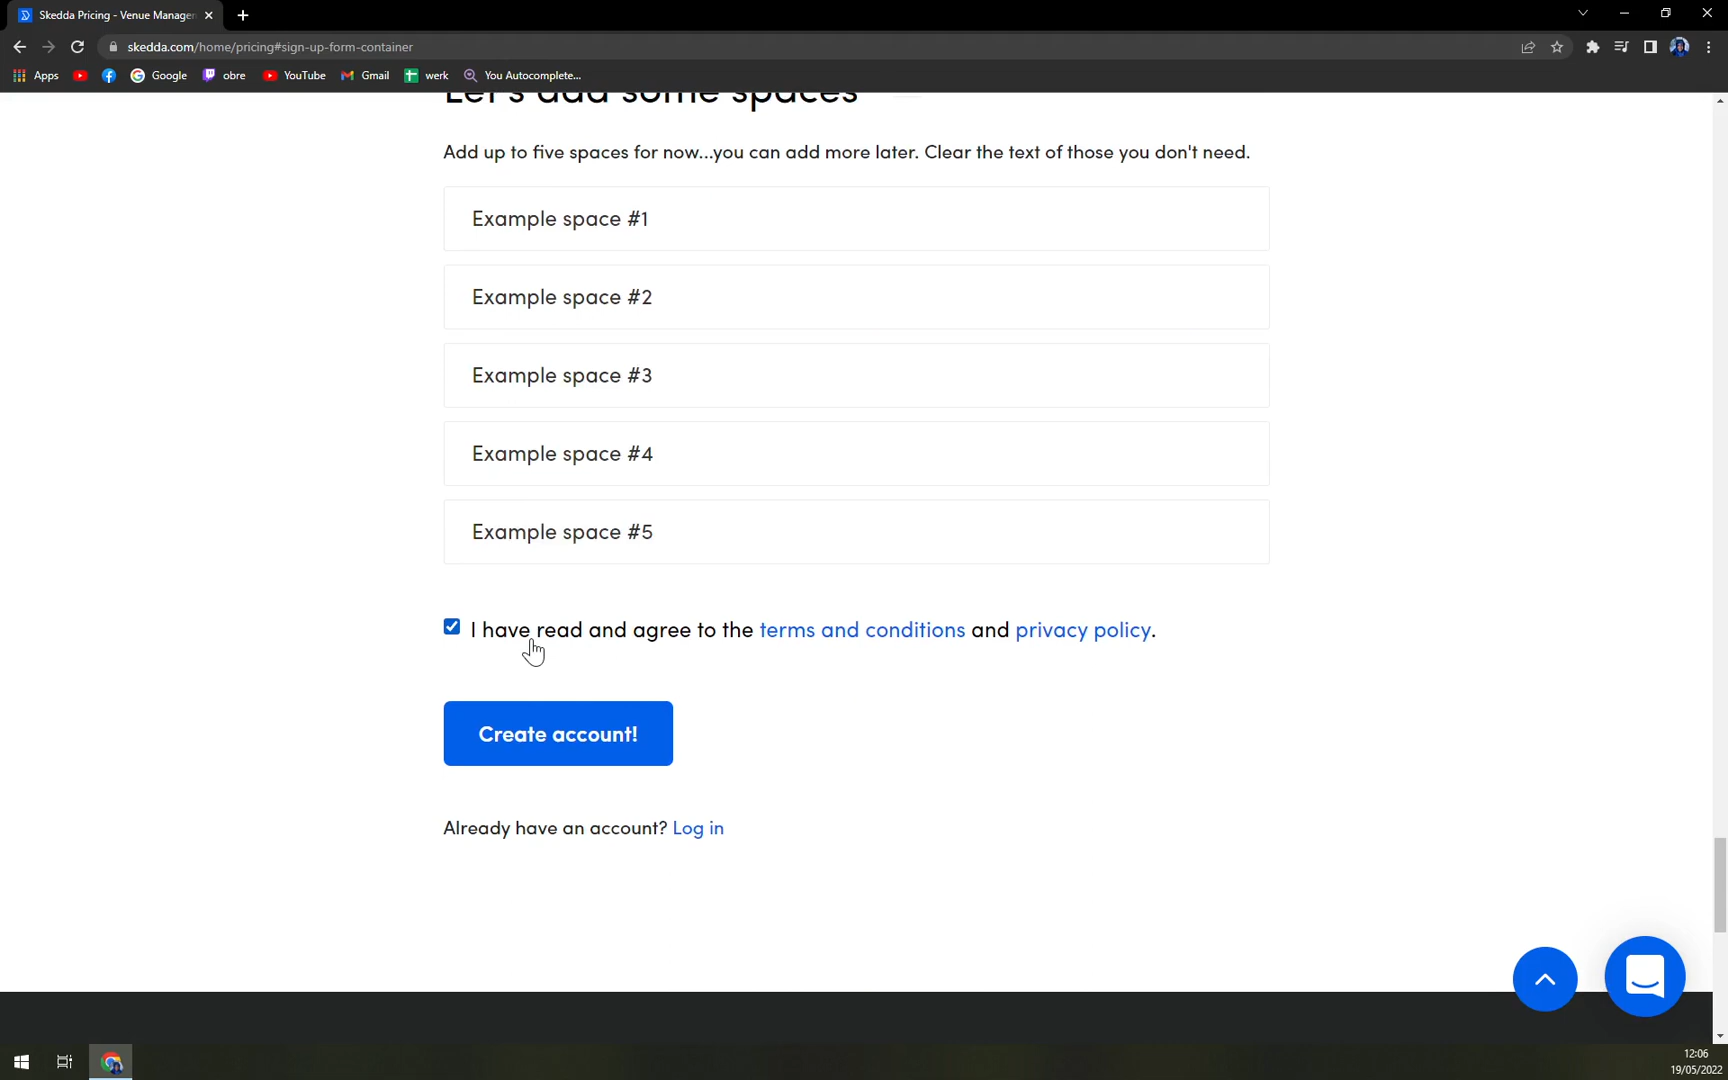 Skedda Pricing - Venue Manager
skedda.com/home/pricing#sign-up-form-container
Apps
Google
obre
YouTube
Gmail
werk
You Autocomplete...
Let's add some spaces
Add up to five spaces for now...you can add more later. Clear the text of those you don't need.
Example space #1
Example space #2
Example space #3
Example space #4
Example space #5
I have read and agree to the terms and conditions and privacy policy.
Create account!
Already have an account? Log in
12:06
19/05/2022